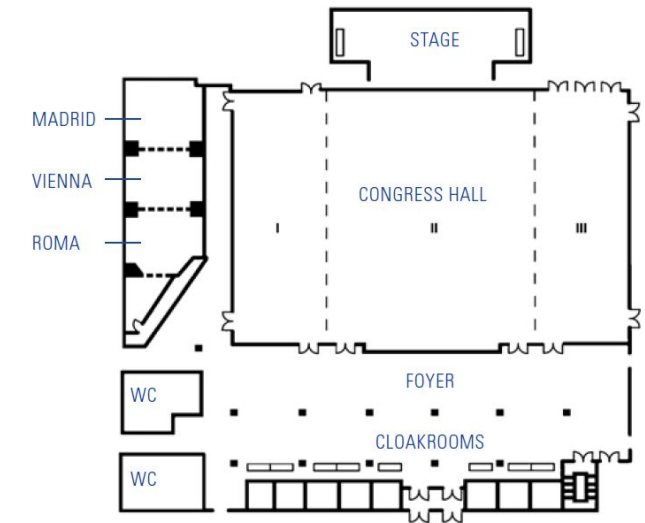 STAGE
MADRID
VIENNA
CONGRESS HALL
I
II
III
ROMA
FOYER
WC
CLOAKROOMS
WC